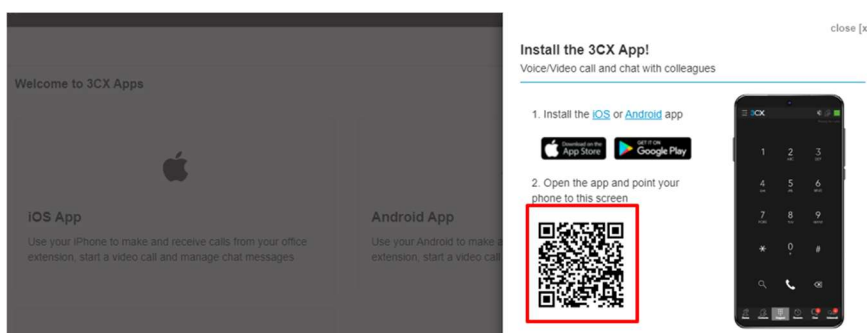 close [x
Install the 3CX App!
Voice/Video call and chat with colleagues
Welcome to 3CX Apps
1. Install the iOS or Android app
Download on the
App Store
GET IT ON
Google Play
2. Open the app and point your
phone to this screen
iOS App
Use your iPhone to make and receive calls from your office
extension, start a video call and manage chat messages
Android App
Use your Android to make a
extension, start a video call
3CX
1
2
3
4
5
6
7
8
9
*
0
#